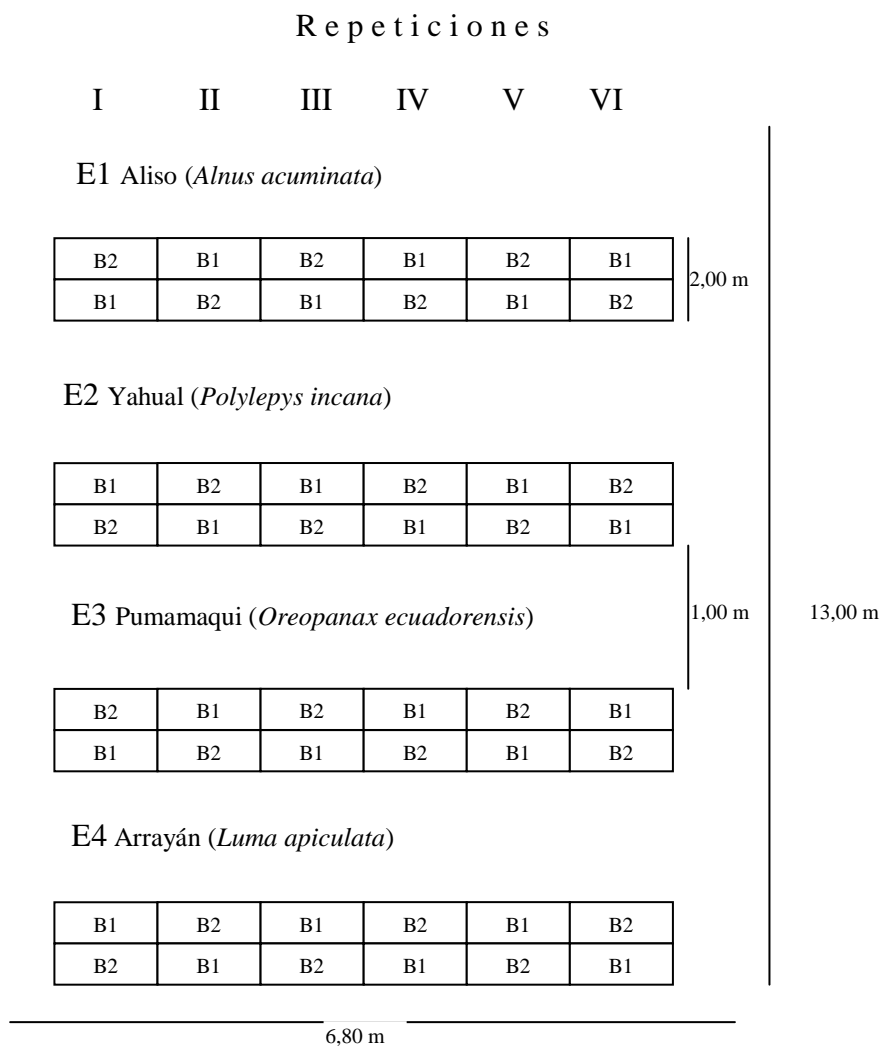 R e p e t i c i o n e s
I II III IV V VI
E1 Aliso (Alnus acuminata)
B2 B1 B2 B1 B2 B1
2,00 m
B1 B2 B1 B2 B1 B2
E2 Yahual (Polylepys incana)
B1 B2 B1 B2 B1 B2
B2 B1 B2 B1 B2 B1
E3 Pumamaqui (Oreopanax ecuadorensis)
1,00 m
13,00 m
B2 B1 B2 B1 B2 B1
B1 B2 B1 B2 B1 B2
E4 Arrayán (Luma apiculata)
B1 B2 B1 B2 B1 B2
B2 B1 B2 B1 B2 B1
6,80 m